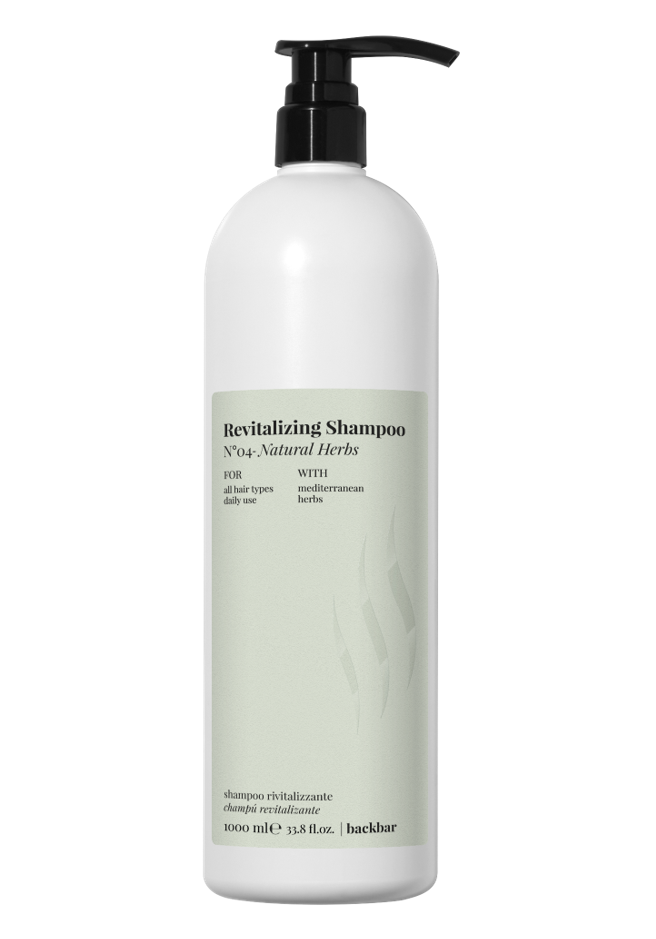 Revitalizing Shampoo
N°04-Natural Herbs
FOR
all hair types
daily use
WITH
mediterranean
herbs
shampoo rivitalizzante
champú revitalizante
1000 ml℮ 33.8 fl.oz. | backbar